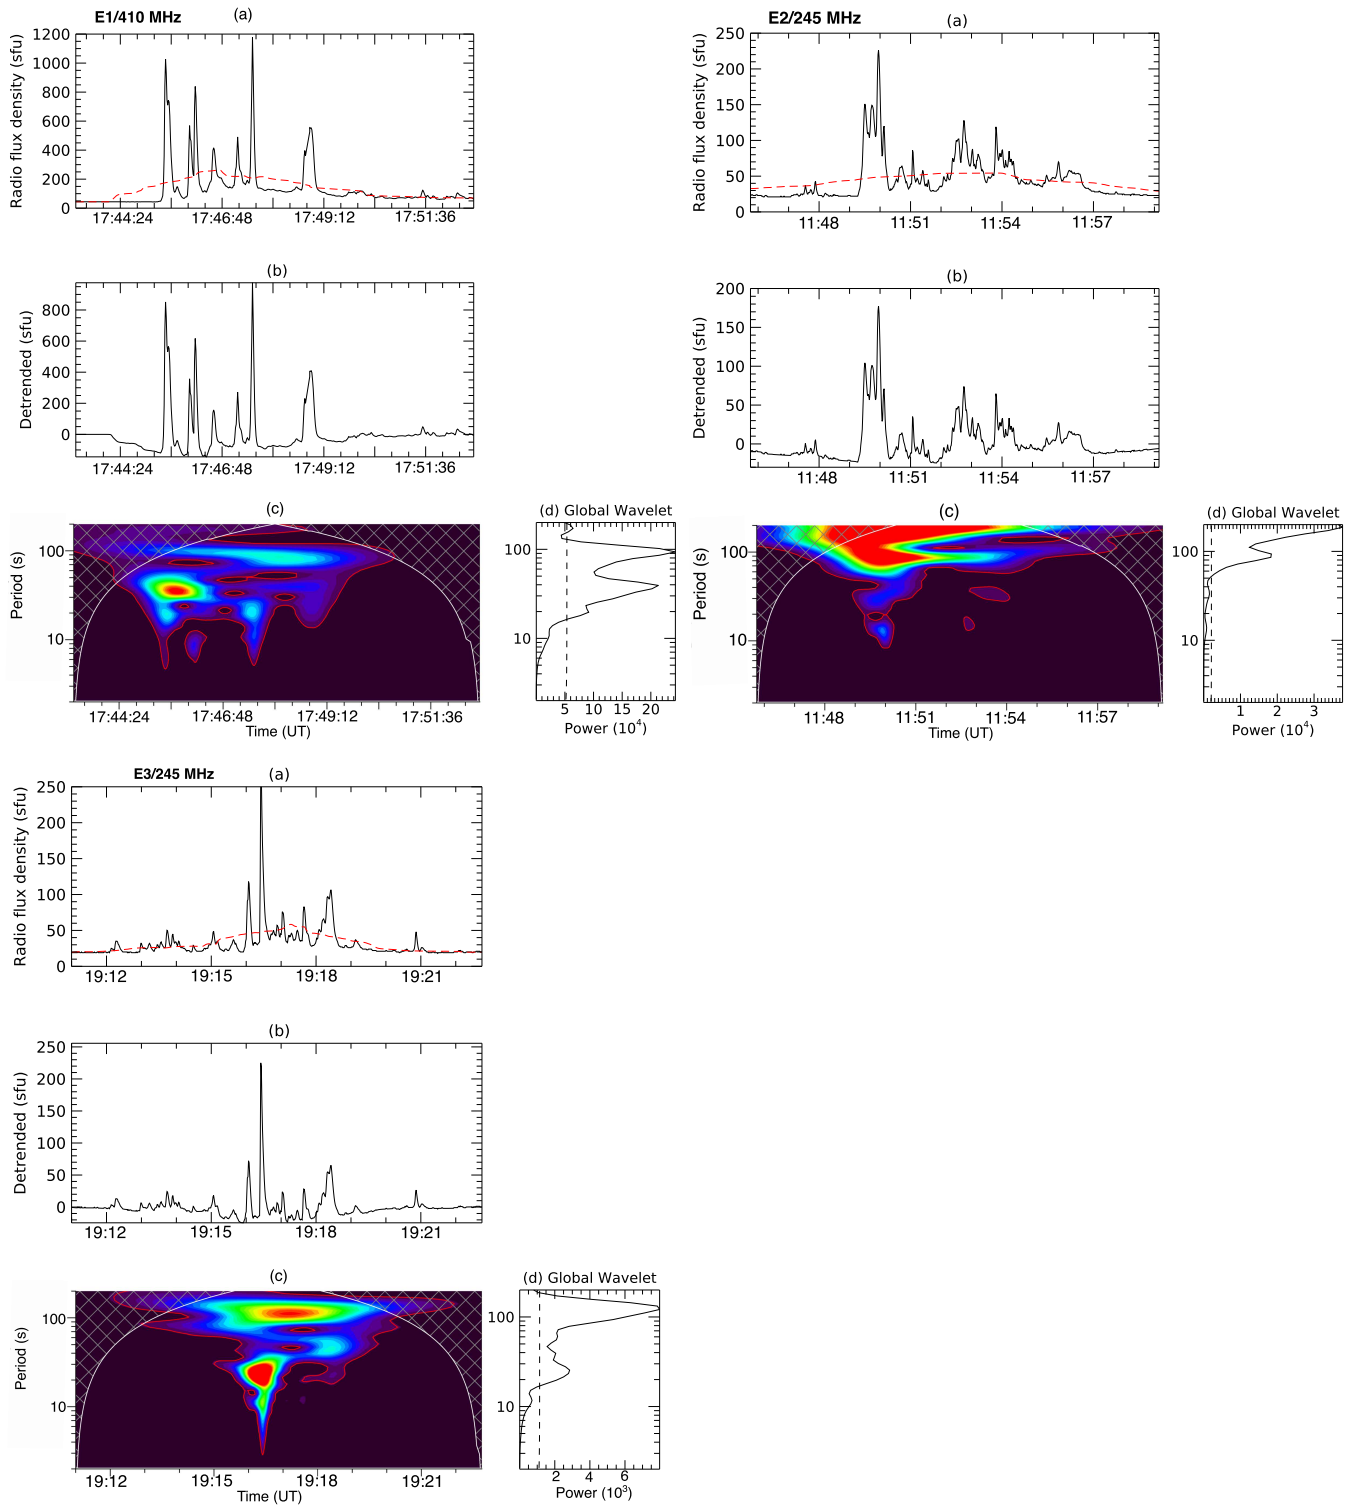 E1/410 MHz (a)
Radio flux density (sfu)
1200
1000
800
600
400
200
0
17:44:24 17:46:48 17:49:12 17:51:36
(b)
Detrended (sfu)
800
600
400
200
0
17:44:24 17:46:48 17:49:12 17:51:36
(c)
Period (s)
100
10
17:44:24 17:46:48 17:49:12 17:51:36
Time (UT)
(d) Global Wavelet
100
10
5 10 15 20
Power (10^4)
E2/245 MHz (a)
Radio flux density (sfu)
250
200
150
100
50
0
11:48 11:51 11:54 11:57
(b)
Detrended (sfu)
200
150
100
50
0
11:48 11:51 11:54 11:57
(c)
Period (s)
100
10
11:48 11:51 11:54 11:57
Time (UT)
(d) Global Wavelet
100
10
1 2 3
Power (10^4)
E3/245 MHz (a)
Radio flux density (sfu)
250
200
150
100
50
0
19:12 19:15 19:18 19:21
(b)
Detrended (sfu)
250
200
150
100
50
0
19:12 19:15 19:18 19:21
(c)
Period (s)
100
10
19:12 19:15 19:18 19:21
Time (UT)
(d) Global Wavelet
100
10
2 4 6
Power (10^3)